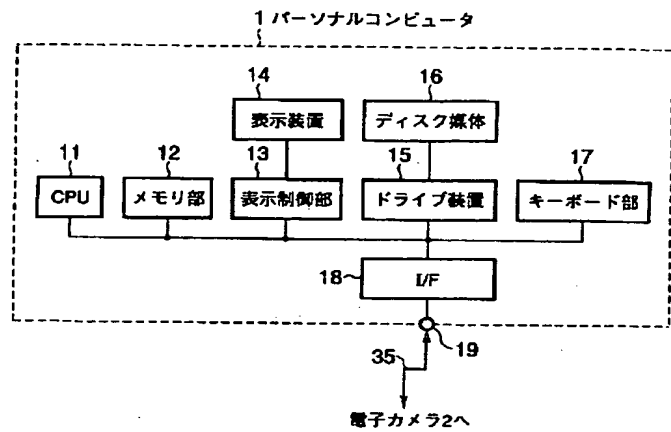 1 パーソナルコンピュータ
14
16
表示装置
ディスク媒体
11
12
13
15
17
CPU
メモリ部
表示制御部
ドライブ装置
キーボード部
18
I/F
35
19
電子カメラ2へ